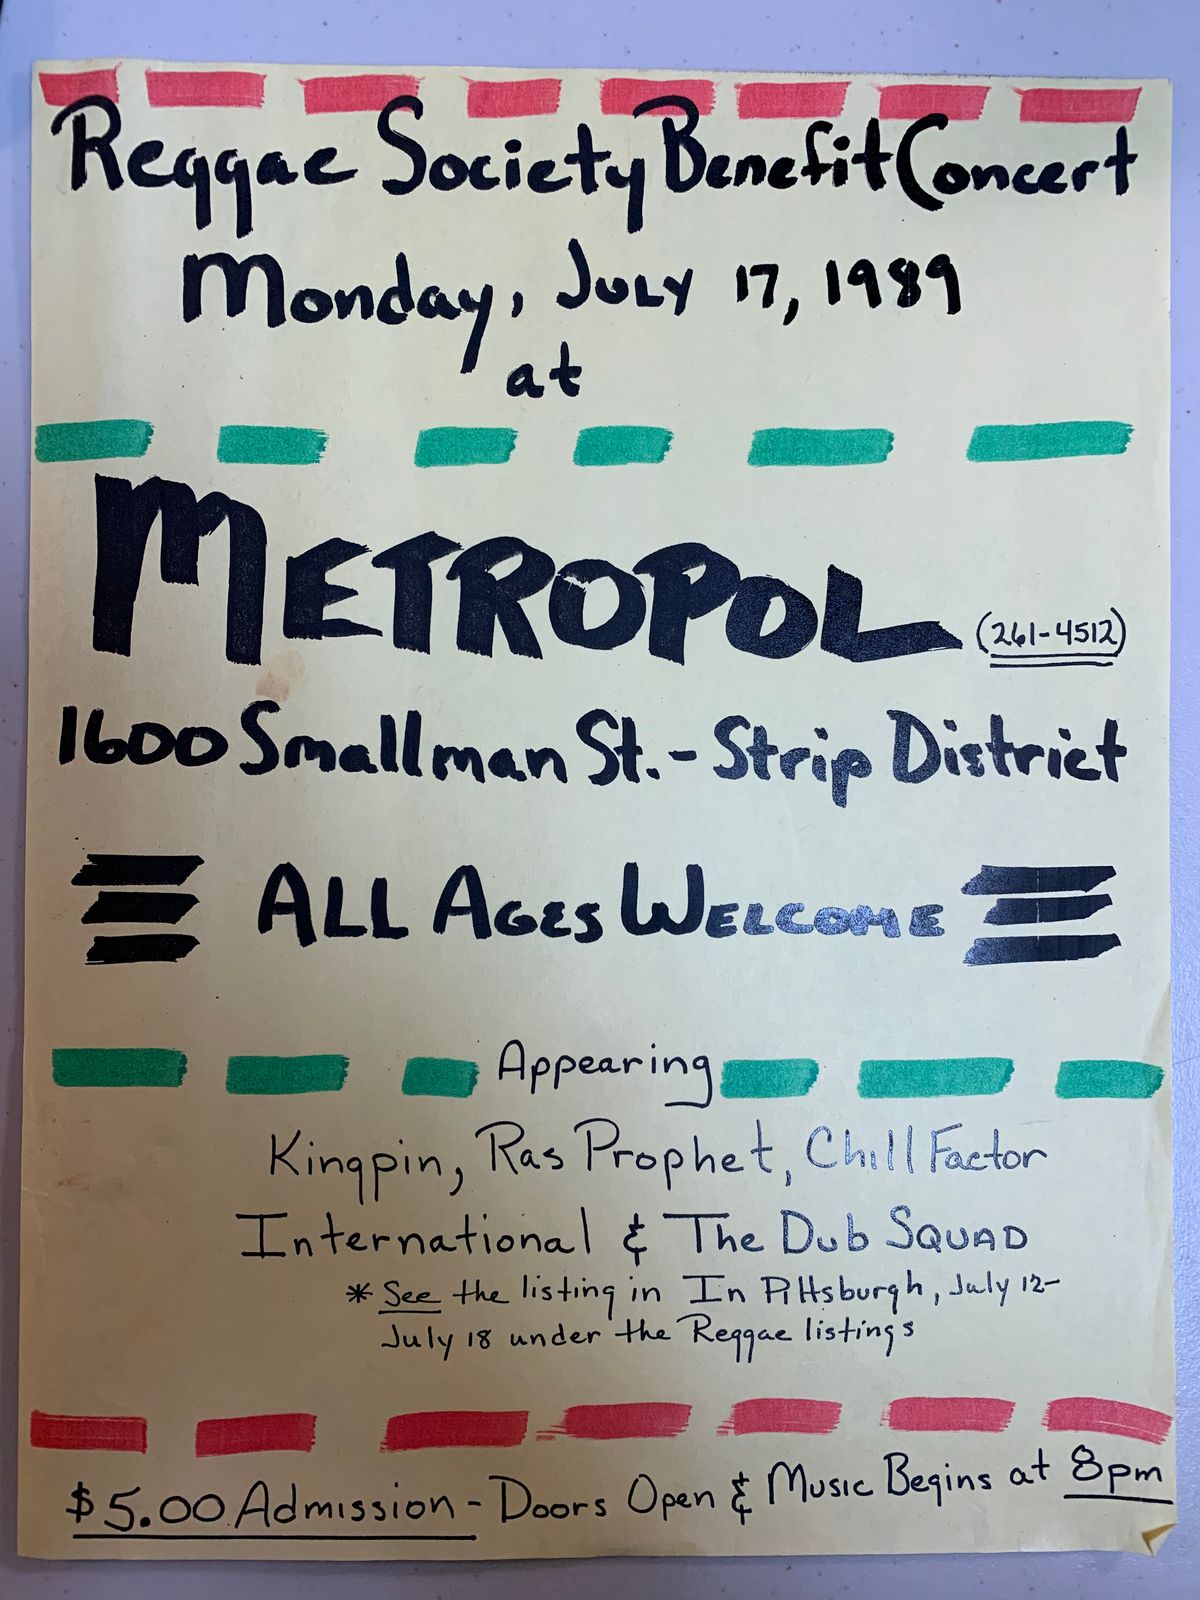 Reggae Society Benefit Concert
Monday, July 17, 1989
at
METROPOL (261-4512)
1600 Smallman St. - Strip District
ALL AGES WELCOME
Appearing
Kingpin, Ras Prophet, Chill Factor
International & The Dub SQUAD
* See the listing in In Pittsburgh, July 12-
July 18 under the Reggae listings
$5.00 Admission - Doors Open & Music Begins at 8pm